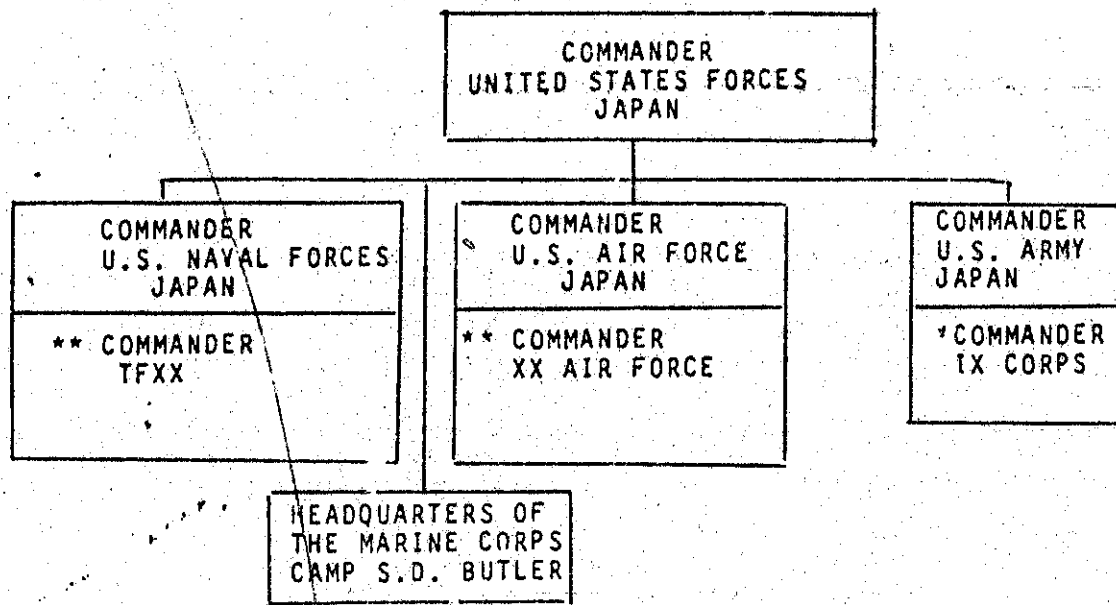 COMMANDER
UNITED STATES FORCES
JAPAN
COMMANDER
U.S. NAVAL FORCES
JAPAN
** COMMANDER
TFXX
COMMANDER
U.S. AIR FORCE
JAPAN
** COMMANDER
XX AIR FORCE
COMMANDER
U.S. ARMY
JAPAN
*COMMANDER
IX CORPS
HEADQUARTERS OF
THE MARINE CORPS
CAMP S.D. BUTLER